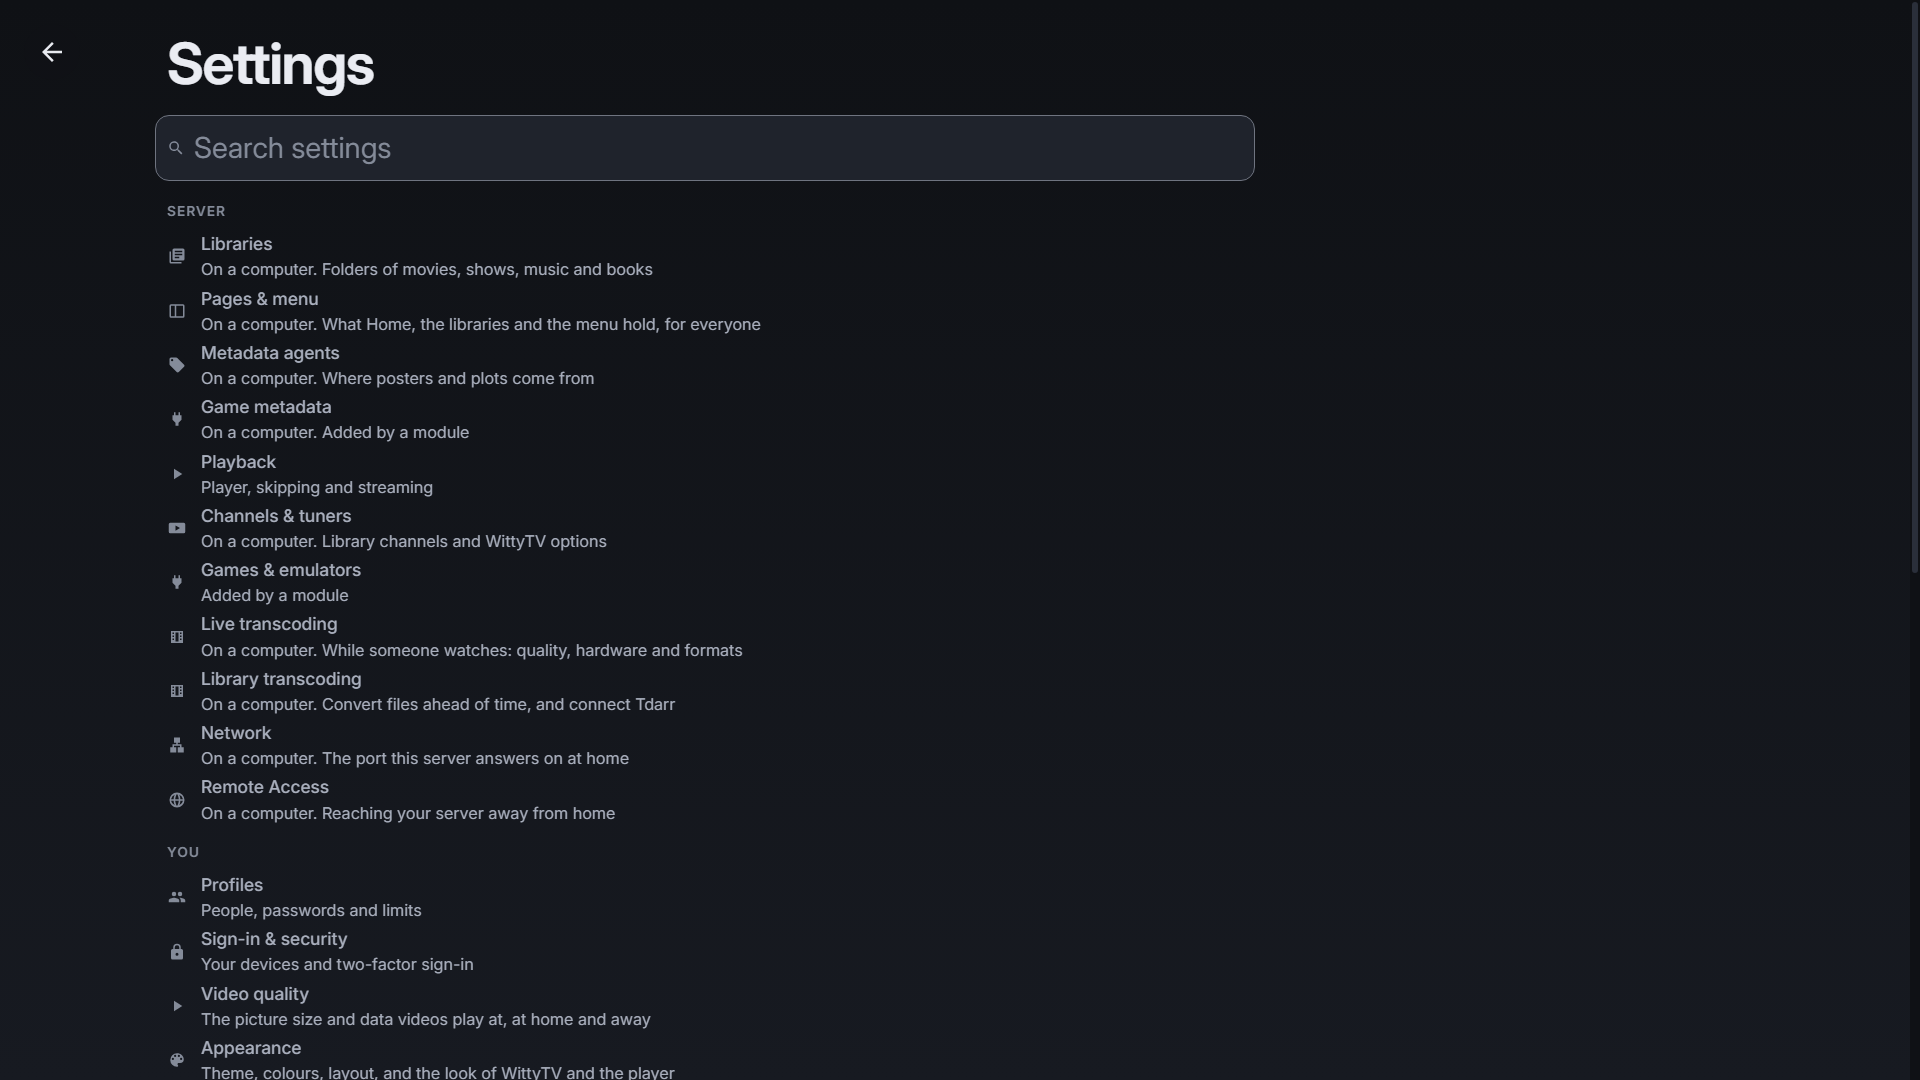 Settings
Search settings
SERVER
Libraries
On a computer. Folders of movies, shows, music and books
Pages & menu
On a computer. What Home, the libraries and the menu hold, for everyone
Metadata agents
On a computer. Where posters and plots come from
Game metadata
On a computer. Added by a module
Playback
Player, skipping and streaming
Channels & tuners
On a computer. Library channels and WittyTV options
Games & emulators
Added by a module
Live transcoding
On a computer. While someone watches: quality, hardware and formats
Library transcoding
On a computer. Convert files ahead of time, and connect Tdarr
Network
On a computer. The port this server answers on at home
Remote Access
On a computer. Reaching your server away from home
YOU
Profiles
People, passwords and limits
Sign-in & security
Your devices and two-factor sign-in
Video quality
The picture size and data videos play at, at home and away
Appearance
Theme, colours, layout, and the look of WittyTV and the player